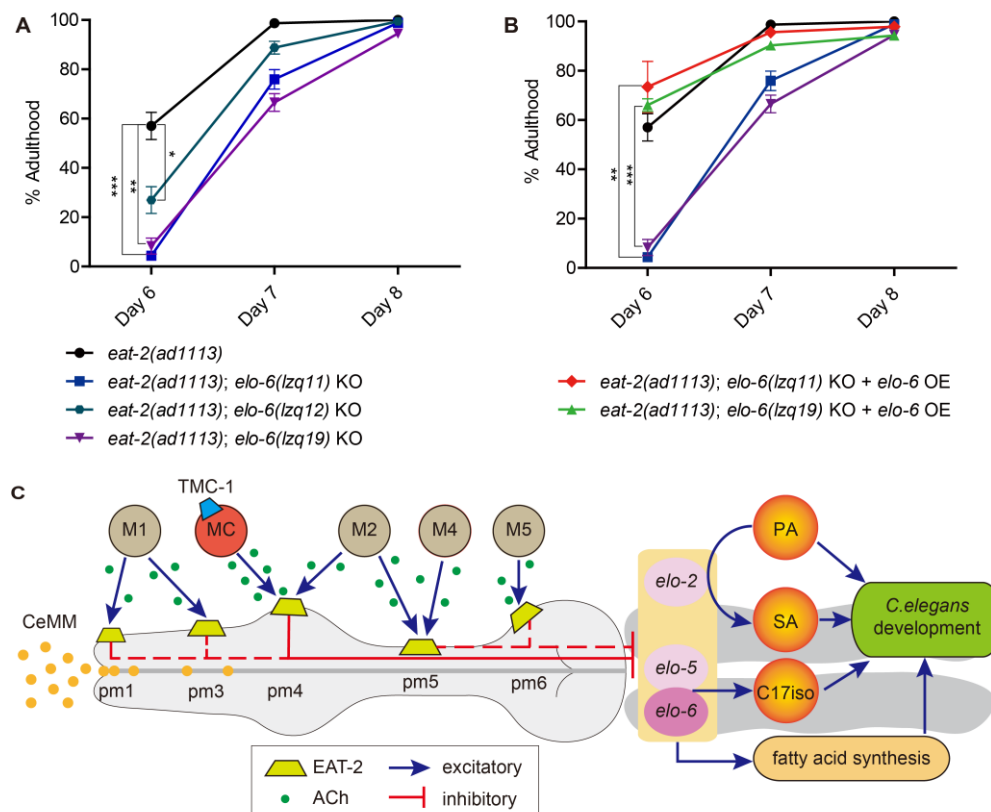 A
100
80
60
40
20
0
% Adulthood
***
**
*
Day 6
Day 7
Day 8
eat-2(ad1113)
eat-2(ad1113); elo-6(lzq11) KO
eat-2(ad1113); elo-6(lzq12) KO
eat-2(ad1113); elo-6(lzq19) KO
B
100
80
60
40
20
0
% Adulthood
**
***
Day 6
Day 7
Day 8
eat-2(ad1113); elo-6(lzq11) KO + elo-6 OE
eat-2(ad1113); elo-6(lzq19) KO + elo-6 OE
C
TMC-1
M1
MC
M2
M4
M5
CeMM
pm1
pm3
pm4
pm5
pm6
elo-2
elo-5
elo-6
PA
SA
C17iso
C.elegans
development
fatty acid synthesis
EAT-2
excitatory
ACh
inhibitory